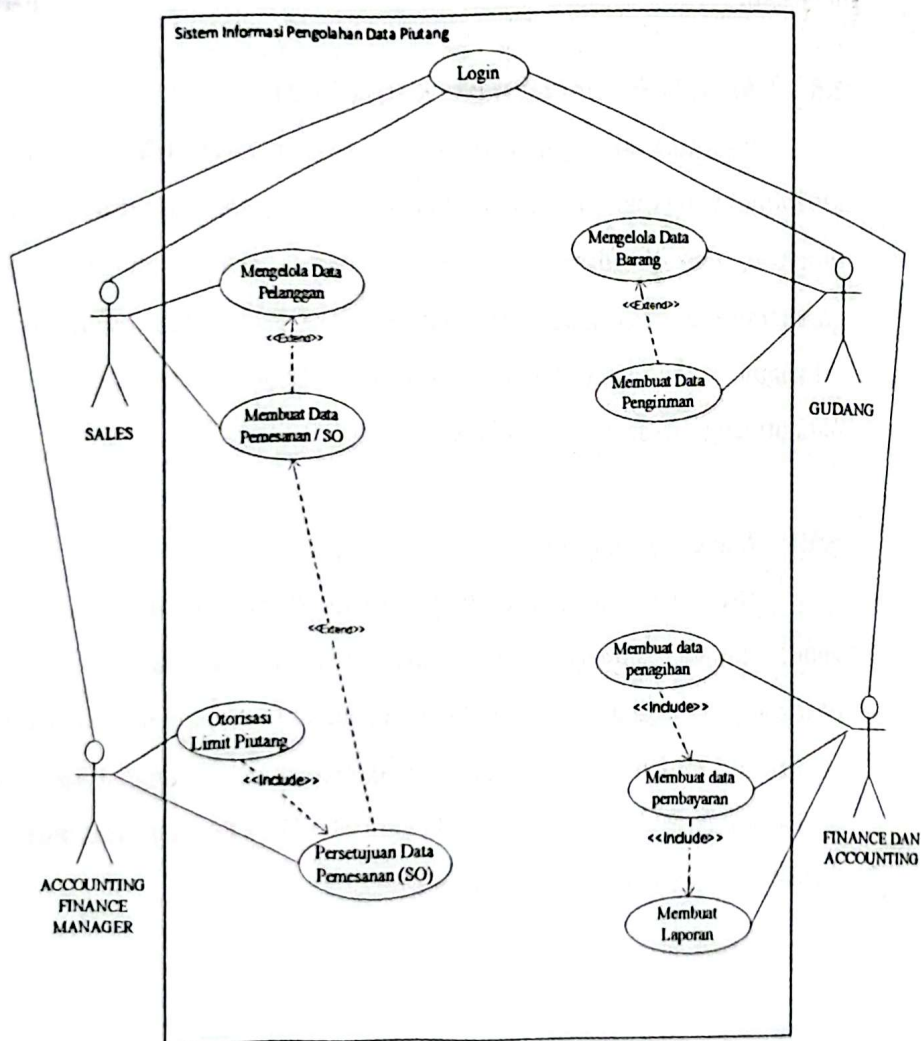 Sistem Informasi Pengolahan Data Piutang
Login
Mengelola Data
Pelanggan
<<Extend>>
Membuat Data
Pemesanan / SO
SALES
Mengelola Data
Barang
<<Extend>>
Membuat Data
Pengiriman
GUDANG
<<Extend>>
Otorisasi
Limit Piutang
<<Include>>
Persetujuan Data
Pemesanan (SO)
ACCOUNTING
FINANCE
MANAGER
Membuat data
penagihan
<<Include>>
Membuat data
pembayaran
<<Include>>
Membuat
Laporan
FINANCE DAN
ACCOUNTING